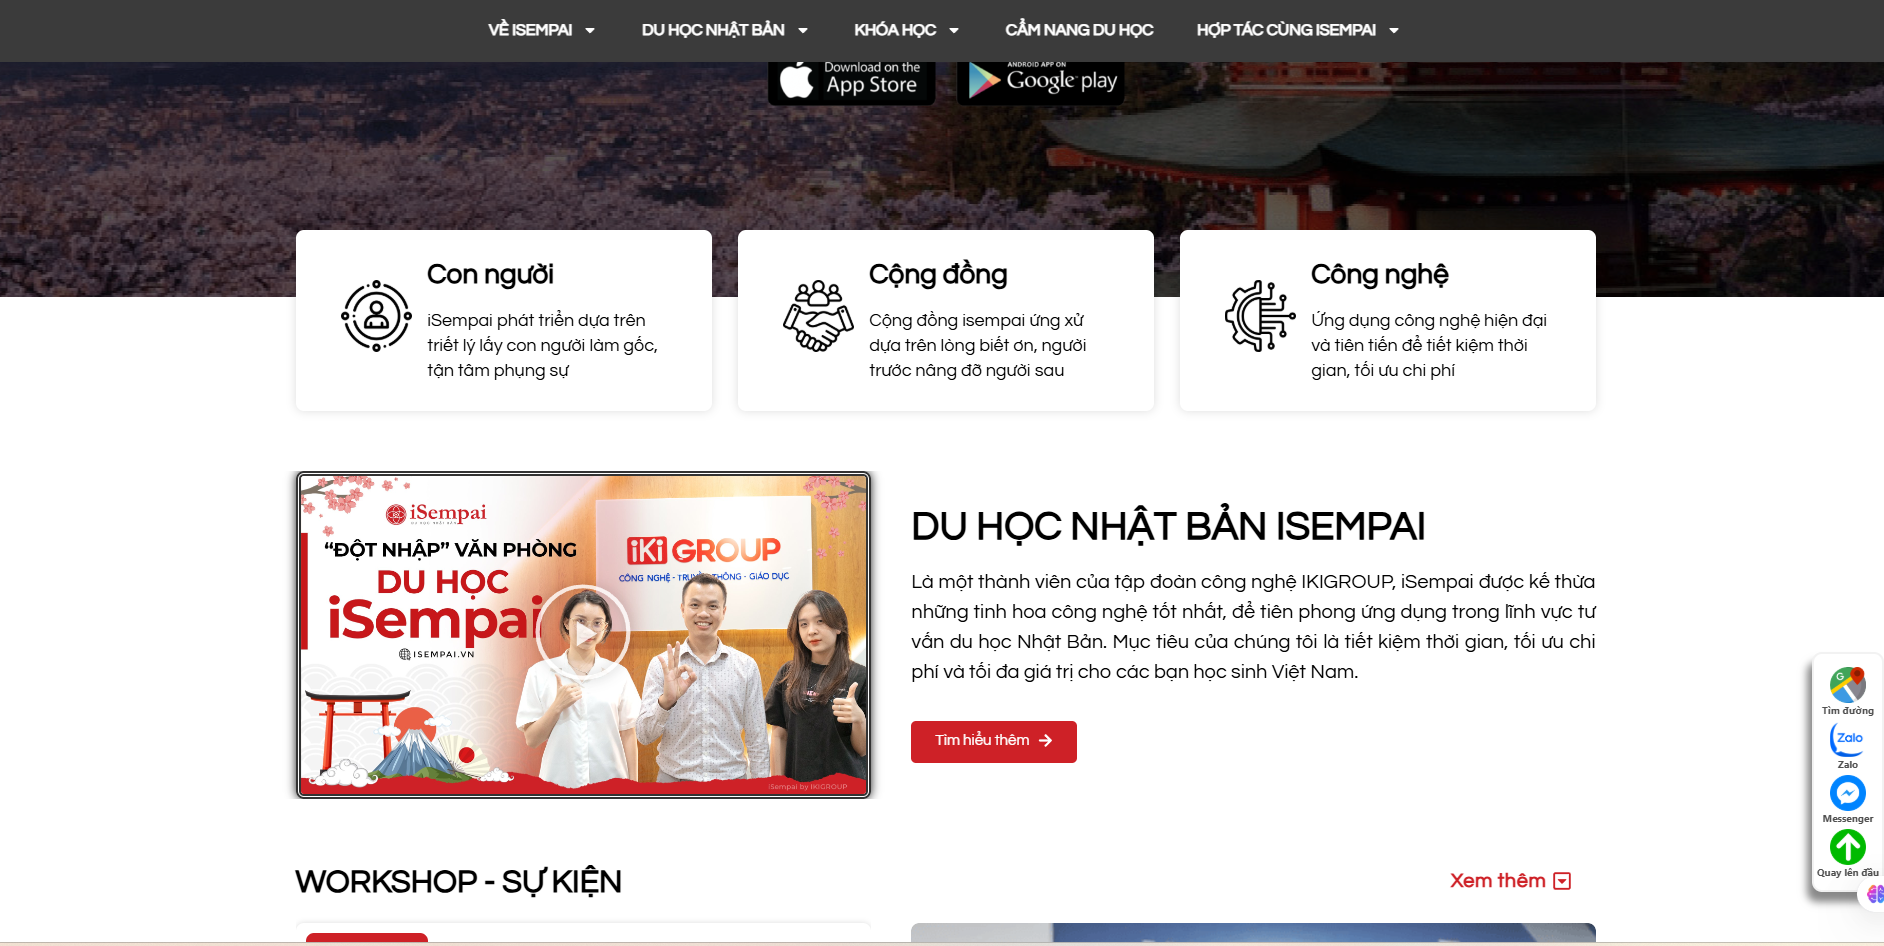 VỀ ISEMPAI
DU HỌC NHẬT BẢN
KHÓA HỌC
CẨM NANG DU HỌC
HỢP TÁC CÙNG ISEMPAI
Download on the
App Store
ANDROID APP ON
Google play
Con người
iSempai phát triển dựa trên
triết lý lấy con người làm gốc,
tận tâm phụng sự
Cộng đồng
Cộng đồng isempai ứng xử
dựa trên lòng biết ơn, người
trước nâng đỡ người sau
Công nghệ
Ứng dụng công nghệ hiện đại
và tiên tiến để tiết kiệm thời
gian, tối ưu chi phí
iSempai
DU HỌC NHẬT BẢN
“ĐỘT NHẬP” VĂN PHÒNG
DU HỌC
iSempai
ISEMPAI.VN
iKi GROUP
CÔNG NGHỆ - TRUYỀN THÔNG - GIÁO DỤC
iSempai by IKIGROUP
DU HỌC NHẬT BẢN ISEMPAI
Là một thành viên của tập đoàn công nghệ IKIGROUP, iSempai được kế thừa
những tinh hoa công nghệ tốt nhất, để tiên phong ứng dụng trong lĩnh vực tư
vấn du học Nhật Bản. Mục tiêu của chúng tôi là tiết kiệm thời gian, tối ưu chi
phí và tối đa giá trị cho các bạn học sinh Việt Nam.
Tìm hiểu thêm
G
Tìm đường
Zalo
Zalo
Messenger
Quay lên đầu
WORKSHOP - SỰ KIỆN
Xem thêm